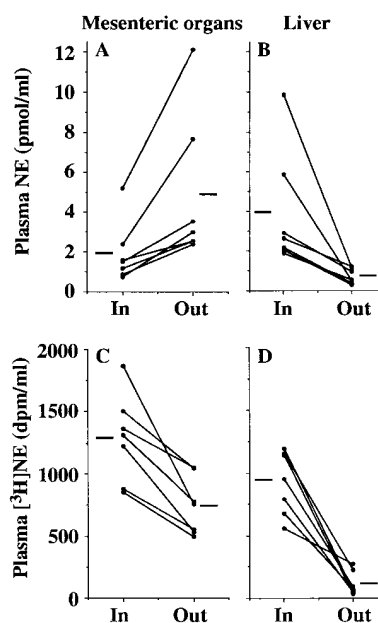 Mesenteric organs Liver
A B
Plasma NE (pmol/ml)
12
10
8
6
4
2
0
In Out In Out
C D
Plasma [³H]NE (dpm/ml)
2000
1500
1000
500
0
In Out In Out